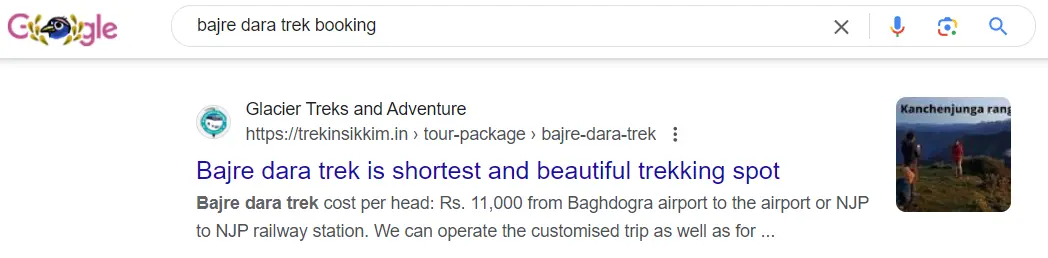 Google
bajre dara trek booking
Glacier Treks and Adventure
https://trekinsikkim.in › tour-package › bajre-dara-trek
Kanchenjunga rang
Bajre dara trek is shortest and beautiful trekking spot
Bajre dara trek cost per head: Rs. 11,000 from Baghdogra airport to the airport or NJP
to NJP railway station. We can operate the customised trip as well as for ...